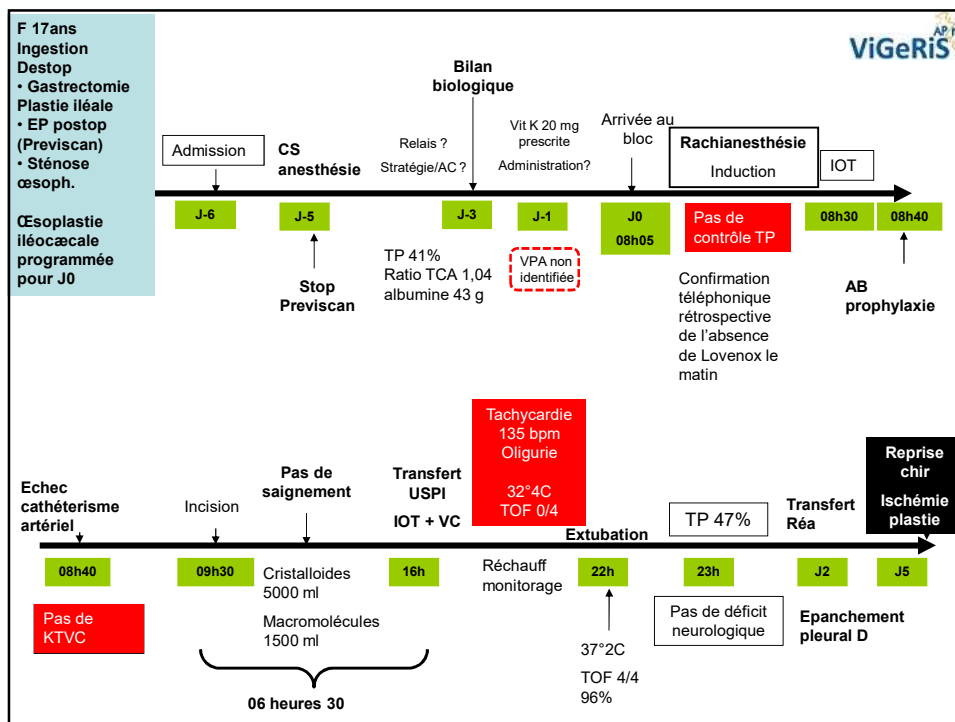 F 17ans
Ingestion
Destop
• Gastrectomie
Plastie iléale
• EP postop
(Previscan)
• Sténose
œsoph.
Œsoplastie
iléocæcale
programmée
pour J0
ViGeRiS
Admission
CS
anesthésie
Bilan
biologique
Relais ?
Stratégie/AC ?
Vit K 20 mg
prescrite
Administration?
Arrivée au
bloc
Rachianesthésie
Induction
IOT
J-6
J-5
J-3
J-1
J0
08h05
Pas de
contrôle TP
08h30
08h40
Stop
Previscan
TP 41%
Ratio TCA 1,04
albumine 43 g
VPA non
identifiée
Confirmation
téléphonique
rétrospective
de l'absence
de Lovenox le
matin
AB
prophylaxie
Echec
cathétérisme
artériel
Incision
Pas de
saignement
Transfert
USPI
IOT + VC
Tachycardie
135 bpm
Oligurie
32°4C
TOF 0/4
Extubation
TP 47%
Transfert
Réa
Reprise
chir
Ischémie
plastie
08h40
09h30
Cristalloides
5000 ml
Macromolécules
1500 ml
16h
Réchauff
monitorage
22h
23h
J2
J5
Pas de
KTVC
06 heures 30
37°2C
TOF 4/4
96%
Pas de déficit
neurologique
Epanchement
pleural D